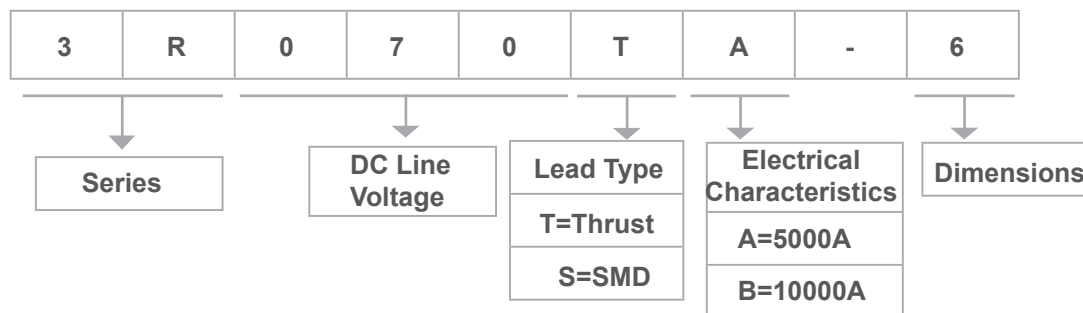 3 R 0 7 0 T A - 6
Series
DC Line
Voltage
Lead Type
T=Thrust
S=SMD
Electrical
Characteristics
A=5000A
B=10000A
Dimensions